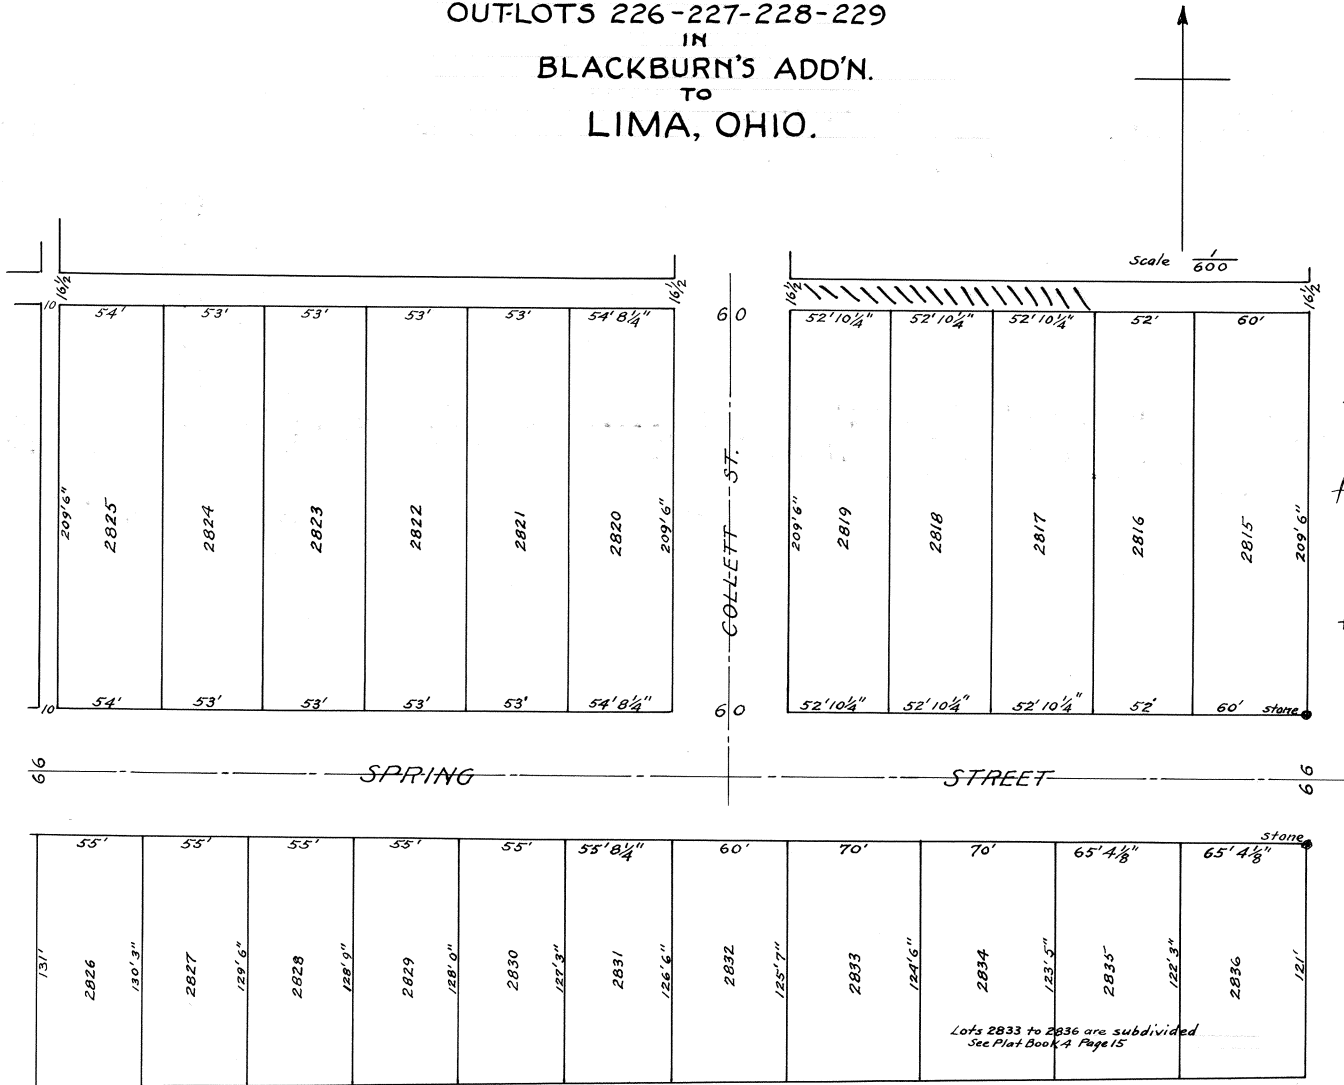 OUT-LOTS 226-227-228-229
IN
BLACKBURN'S ADD'N.
TO
LIMA, OHIO.
Scale 1/600
16½ 16½ 16½ 16½
10 54' 53' 53' 53' 53' 54' 8¼" 60 52' 10¼" 52' 10¼" 52' 10¼" 52' 60'
209'6" 2825 2824 2823 2822 2821 2820 209'6" COLLETT ST. 209'6" 2819 2818 2817 2816 2815 209'6"
10 54' 53' 53' 53' 53' 54' 8¼" 60 52' 10¼" 52' 10¼" 52' 10¼" 52' 60' stone
66 SPRING STREET 66
stone
55' 55' 55' 55' 55' 55' 8¼" 60' 70' 70' 65' 4⅛" 65' 4⅛"
131' 2826 130'3" 2827 129'6" 2828 128'9" 2829 128'0" 2830 127'3" 2831 126'6" 2832 125'7" 2833 124'6" 2834 123'5" 2835 122'3" 2836 121'
Lots 2833 to 2836 are subdivided
See Plat Book 4 Page 15